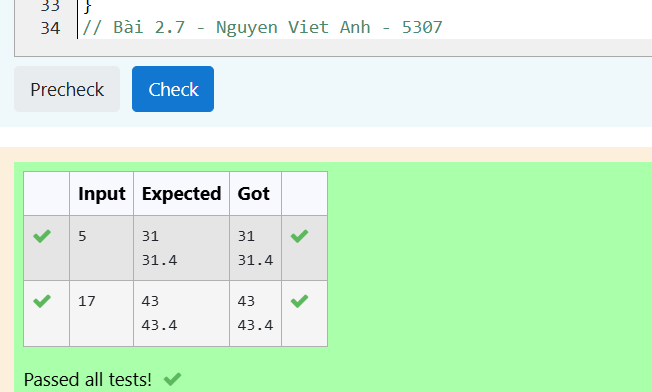 33 }
34 // Bài 2.7 - Nguyen Viet Anh - 5307
Precheck Check
Input Expected Got
5 31 31
31.4 31.4
17 43 43
43.4 43.4
Passed all tests!